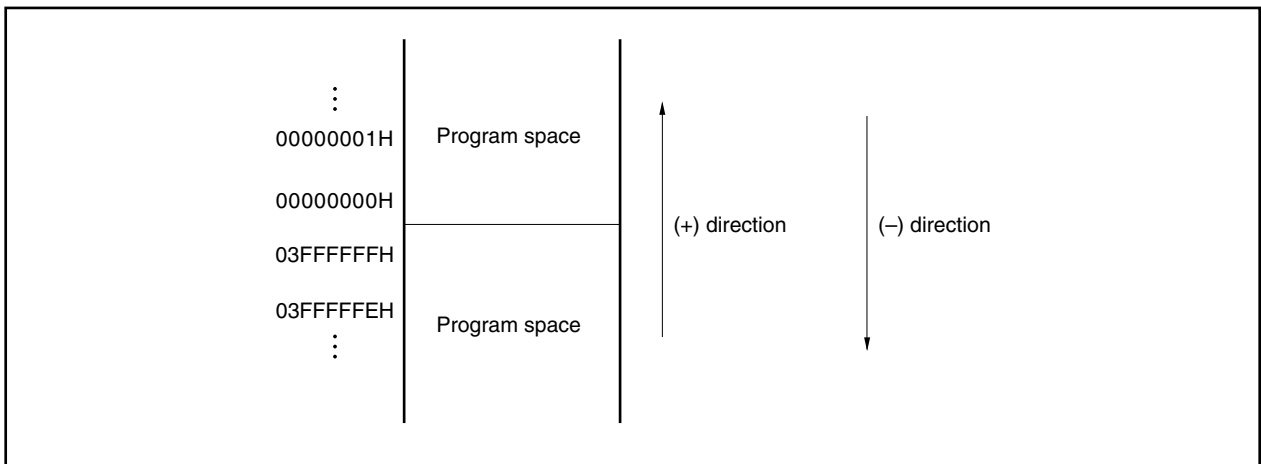 ⋮
00000001H
Program space
00000000H
(+) direction
(–) direction
03FFFFFFH
03FFFFFEH
Program space
⋮